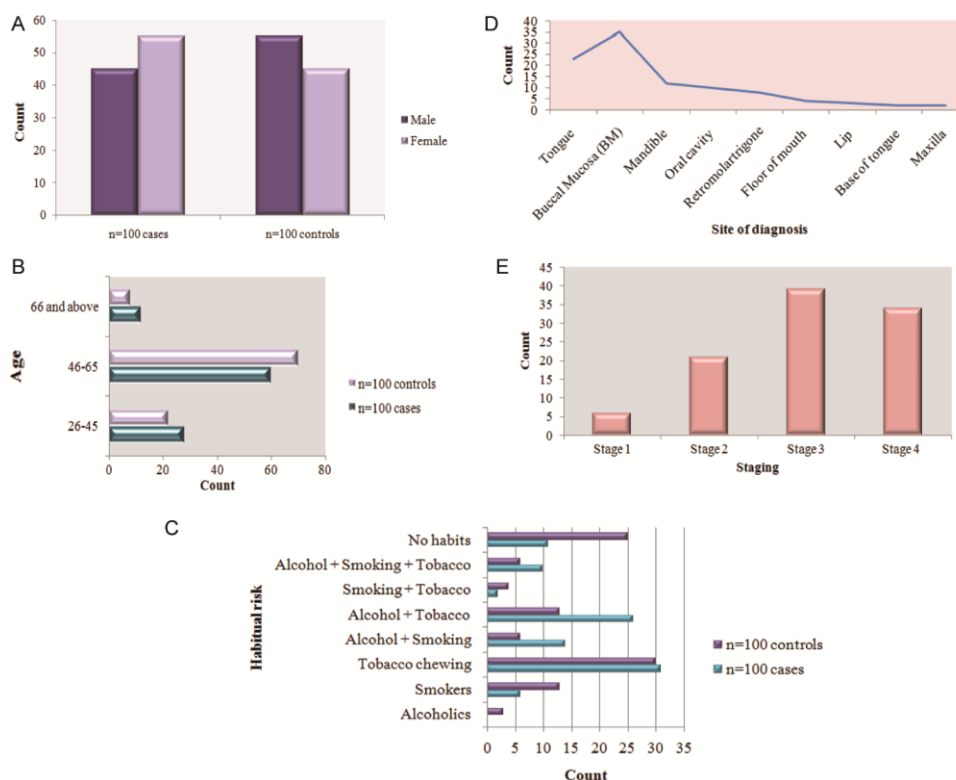 A
60
50
40
30
20
10
0
Count
n=100 cases
n=100 controls
Male
Female
B
Age
66 and above
46-65
26-45
0 20 40 60 80
Count
n=100 controls
n=100 cases
C
Habitual risk
No habits
Alcohol + Smoking + Tobacco
Smoking + Tobacco
Alcohol + Tobacco
Alcohol + Smoking
Tobacco chewing
Smokers
Alcoholics
0 5 10 15 20 25 30 35
Count
n=100 controls
n=100 cases
D
Count
40
35
30
25
20
15
10
5
0
Tongue
Buccal Mucosa (BM)
Mandible
Oral cavity
Retromolartrigone
Floor of mouth
Lip
Base of tongue
Maxilla
Site of diagnosis
E
Count
45
40
35
30
25
20
15
10
5
0
Stage 1
Stage 2
Stage 3
Stage 4
Staging